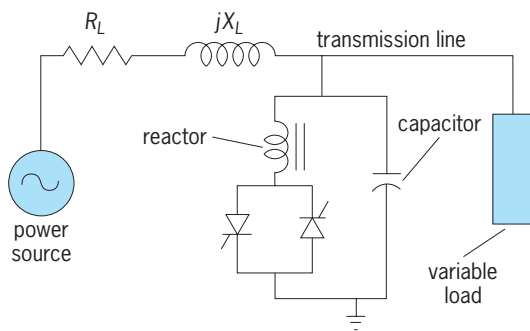 R_L
jX_L
transmission line
reactor
capacitor
power
source
variable
load